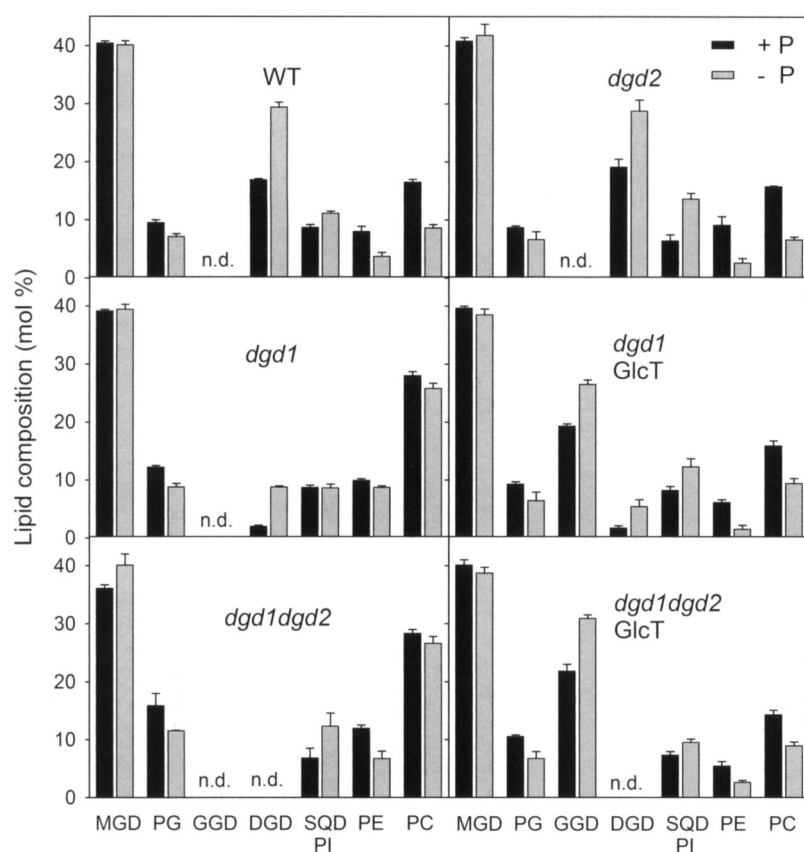 Lipid composition (mol %)
40
30
20
10
0
WT
n.d.
dgd2
+ P
- P
n.d.
40
30
20
10
0
dgd1
n.d.
dgd1
GlcT
40
30
20
10
0
dgd1dgd2
n.d. n.d.
dgd1dgd2
GlcT
n.d.
MGD PG GGD DGD SQD PE PC MGD PG GGD DGD SQD PE PC
PI PI